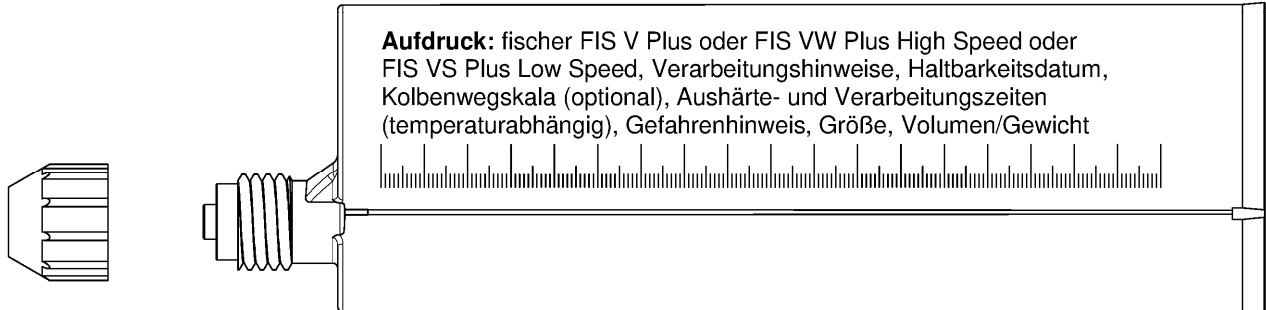 Aufdruck: fischer FIS V Plus oder FIS VW Plus High Speed oder
FIS VS Plus Low Speed, Verarbeitungshinweise, Haltbarkeitsdatum,
Kolbenwegskala (optional), Aushärte- und Verarbeitungszeiten
(temperaturabhängig), Gefahrenhinweis, Größe, Volumen/Gewicht